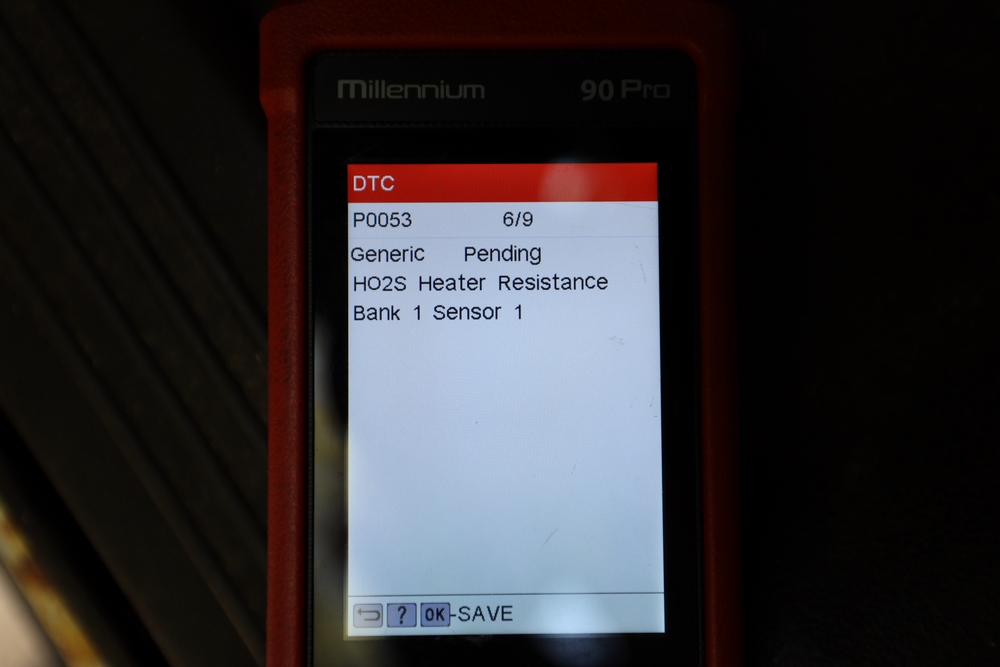 Millennium 90 Pro
DTC
P0053 6/9
Generic Pending
HO2S Heater Resistance
Bank 1 Sensor 1
? OK-SAVE